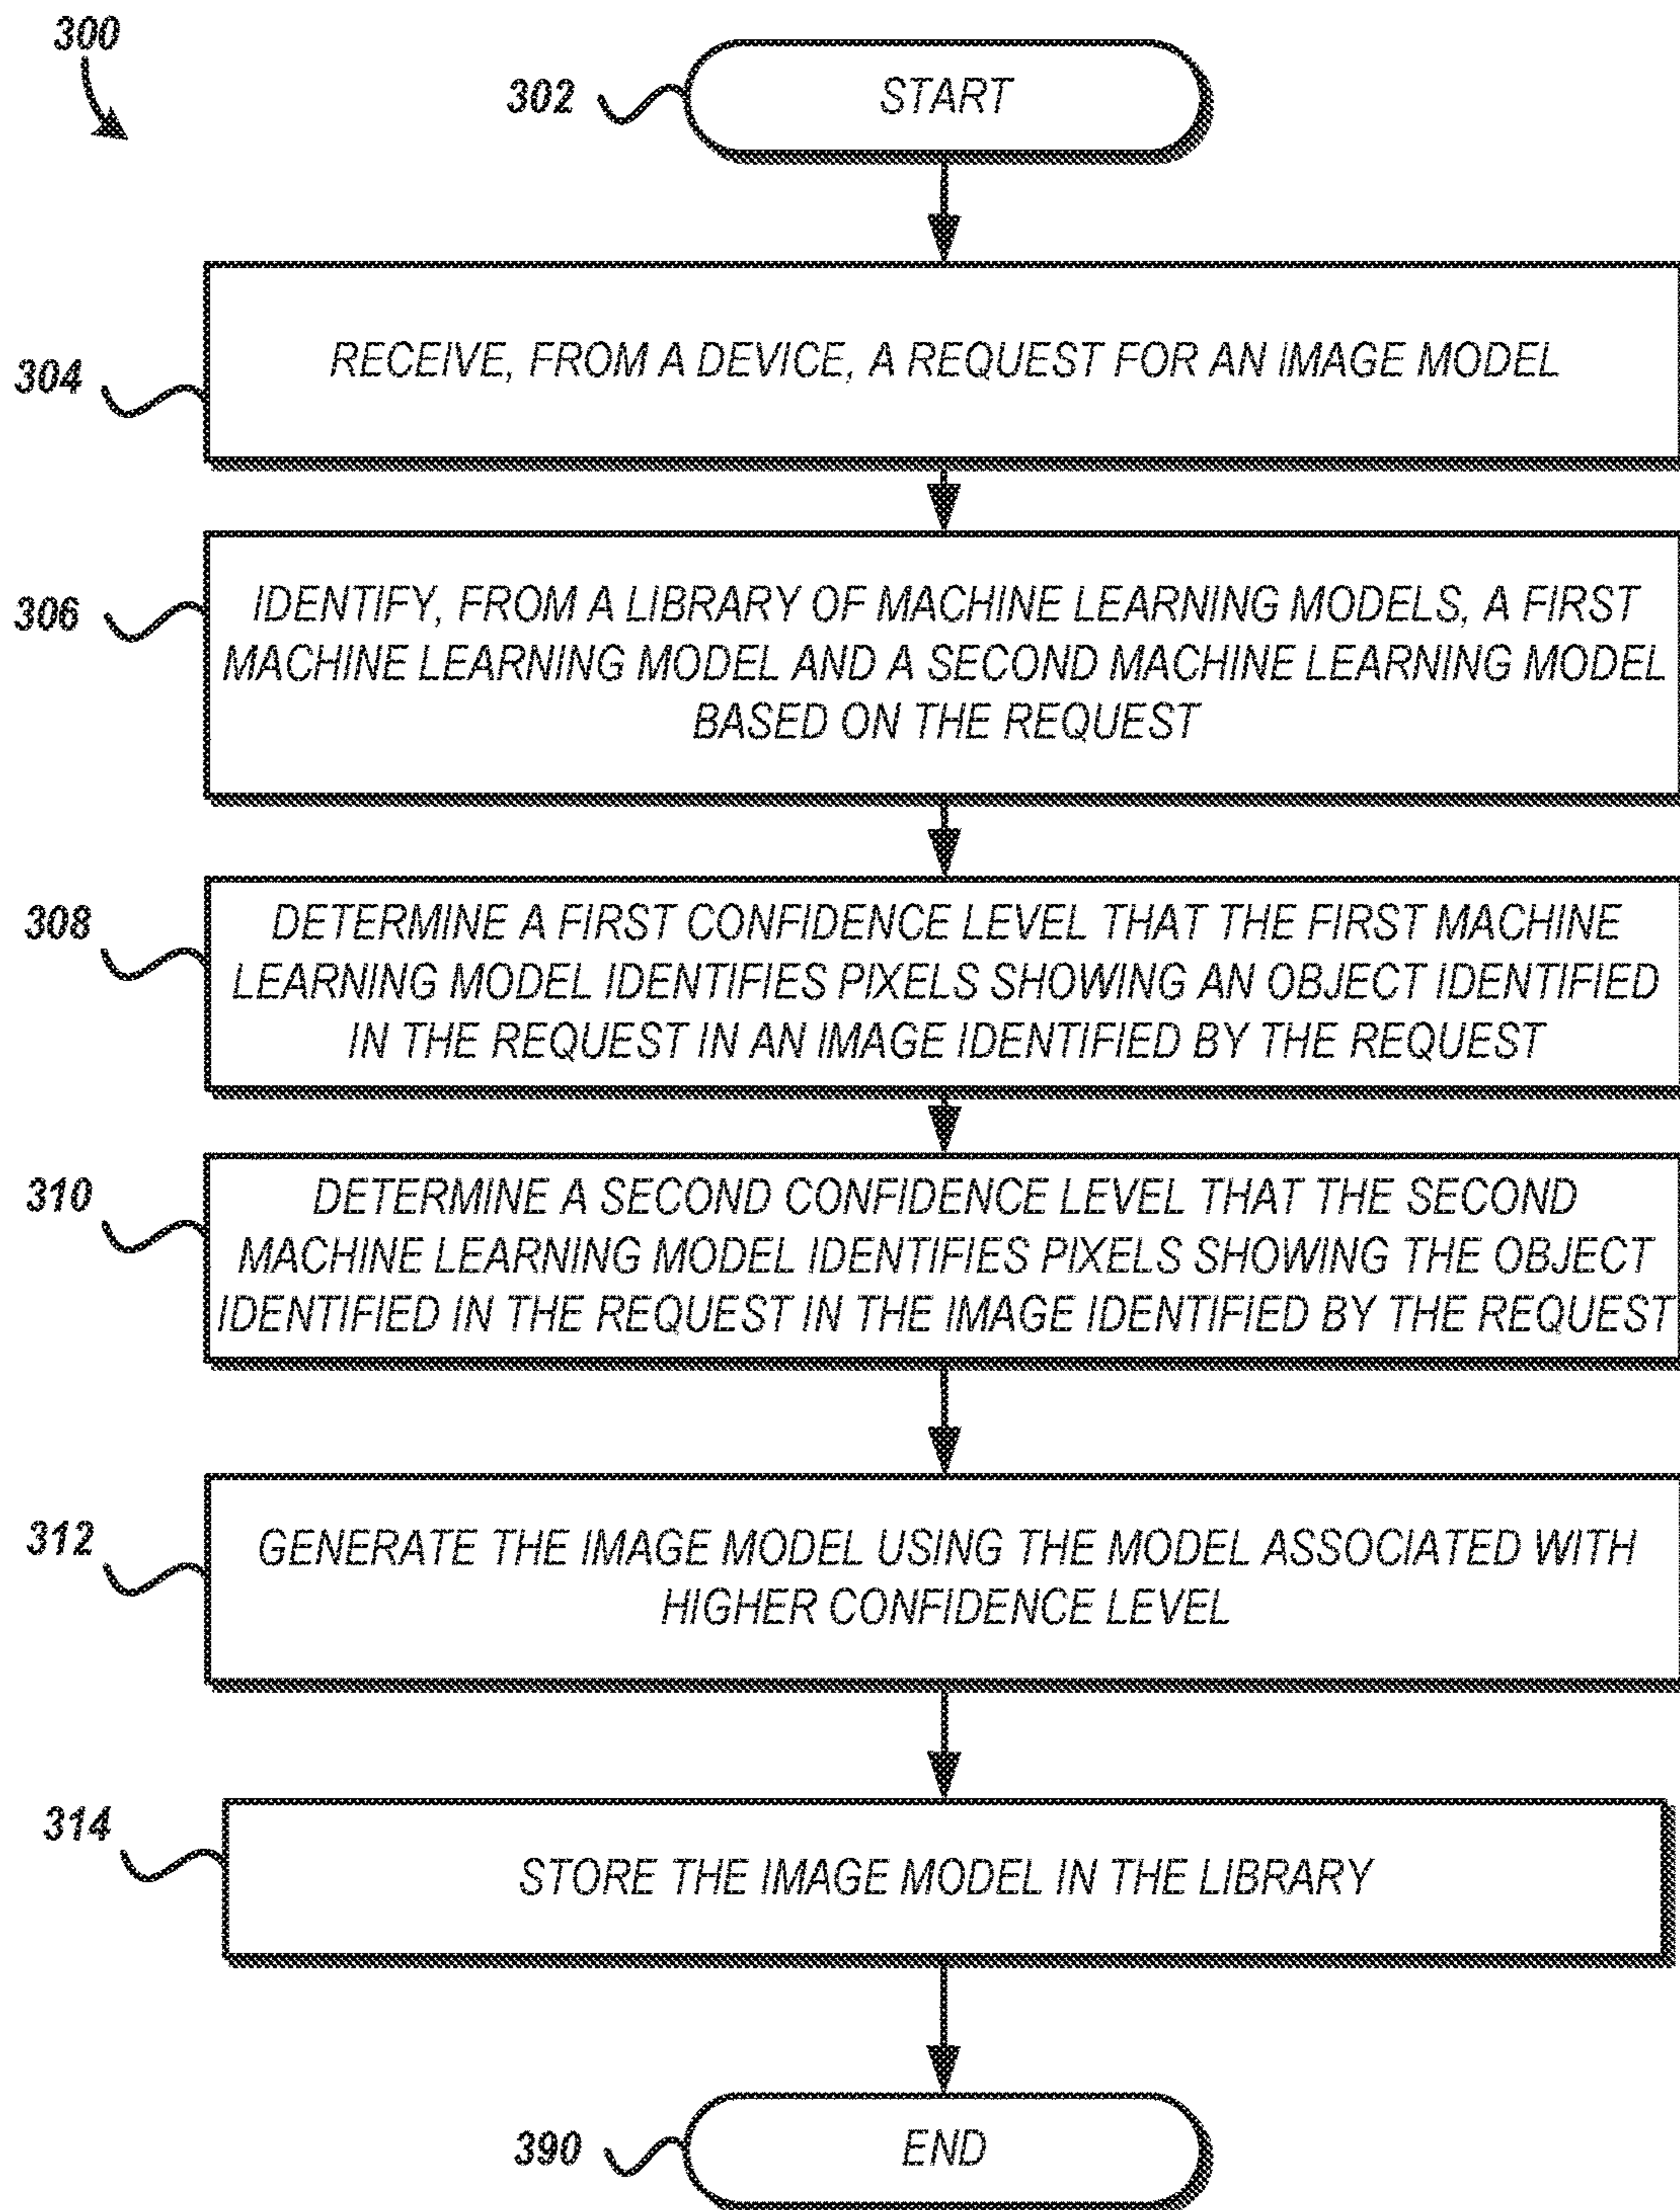 300
302
START
304
RECEIVE, FROM A DEVICE, A REQUEST FOR AN IMAGE MODEL
306
IDENTIFY, FROM A LIBRARY OF MACHINE LEARNING MODELS, A FIRST
MACHINE LEARNING MODEL AND A SECOND MACHINE LEARNING MODEL
BASED ON THE REQUEST
308
DETERMINE A FIRST CONFIDENCE LEVEL THAT THE FIRST MACHINE
LEARNING MODEL IDENTIFIES PIXELS SHOWING AN OBJECT IDENTIFIED
IN THE REQUEST IN AN IMAGE IDENTIFIED BY THE REQUEST
310
DETERMINE A SECOND CONFIDENCE LEVEL THAT THE SECOND
MACHINE LEARNING MODEL IDENTIFIES PIXELS SHOWING THE OBJECT
IDENTIFIED IN THE REQUEST IN THE IMAGE IDENTIFIED BY THE REQUEST
312
GENERATE THE IMAGE MODEL USING THE MODEL ASSOCIATED WITH
HIGHER CONFIDENCE LEVEL
314
STORE THE IMAGE MODEL IN THE LIBRARY
390
END